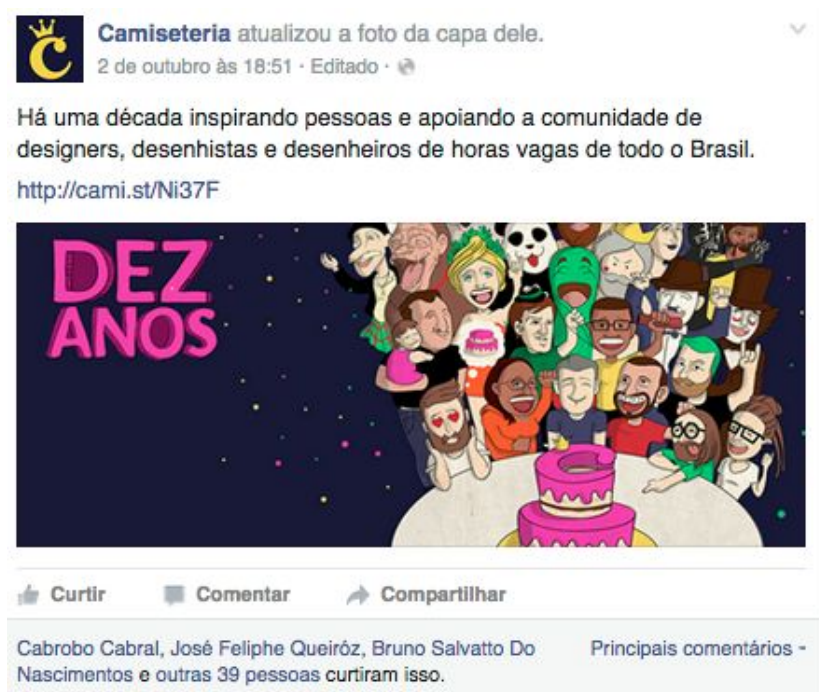 Camiseteria atualizou a foto da capa dele.
2 de outubro às 18:51 · Editado ·
Há uma década inspirando pessoas e apoiando a comunidade de
designers, desenhistas e desenheiros de horas vagas de todo o Brasil.
http://cami.st/Ni37F
DEZ
ANOS
Curtir Comentar Compartilhar
Cabrobo Cabral, José Feliphe Queiróz, Bruno Salvatto Do
Nascimentos e outras 39 pessoas curtiram isso.
Principais comentários